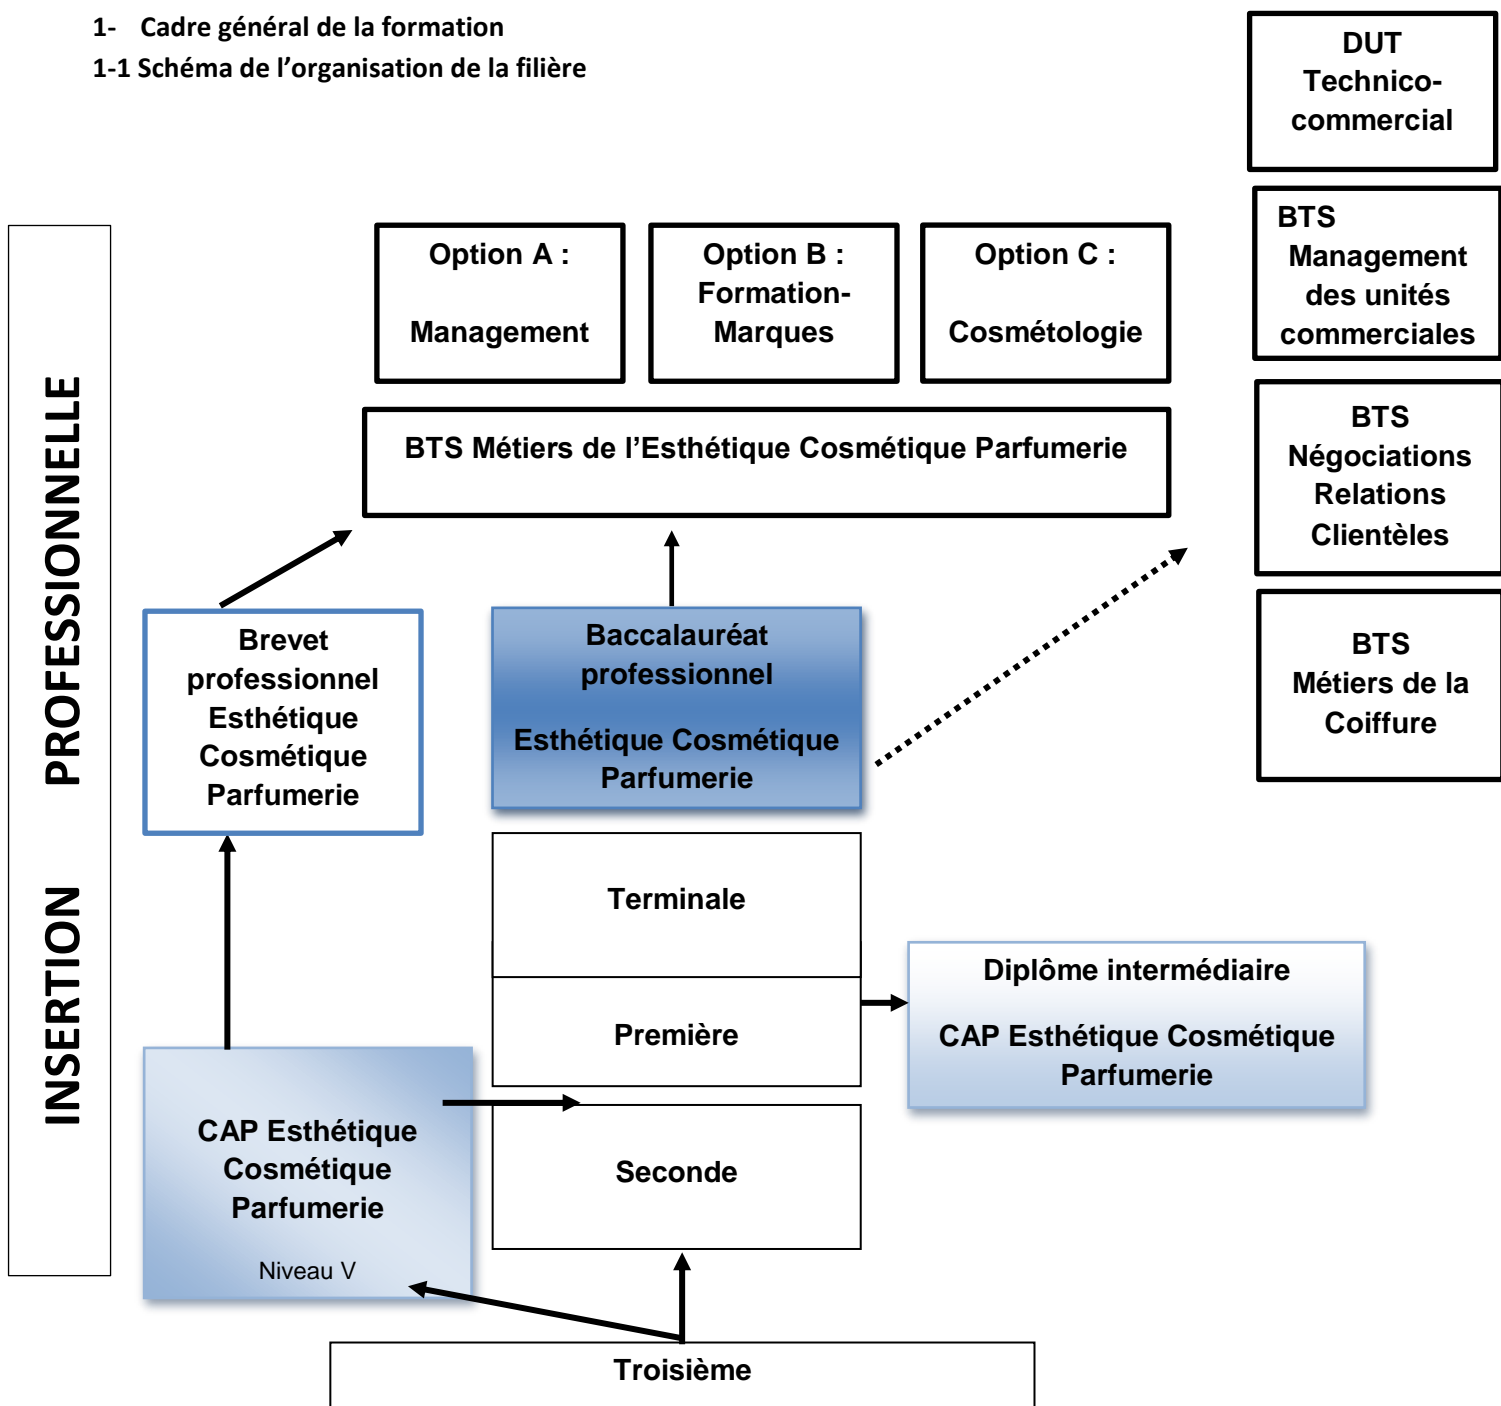 1- Cadre général de la formation
1-1 Schéma de l’organisation de la filière
DUT
Technico-
commercial
BTS
Management
des unités
commerciales
BTS
Négociations
Relations
Clientèles
BTS
Métiers de la
Coiffure
Option A :
Management
Option B :
Formation-
Marques
Option C :
Cosmétologie
BTS Métiers de l’Esthétique Cosmétique Parfumerie
INSERTION PROFESSIONNELLE
Brevet
professionnel
Esthétique
Cosmétique
Parfumerie
Baccalauréat
professionnel
Esthétique Cosmétique
Parfumerie
Terminale
Première
Seconde
Diplôme intermédiaire
CAP Esthétique Cosmétique
Parfumerie
CAP Esthétique
Cosmétique
Parfumerie
Niveau V
Troisième